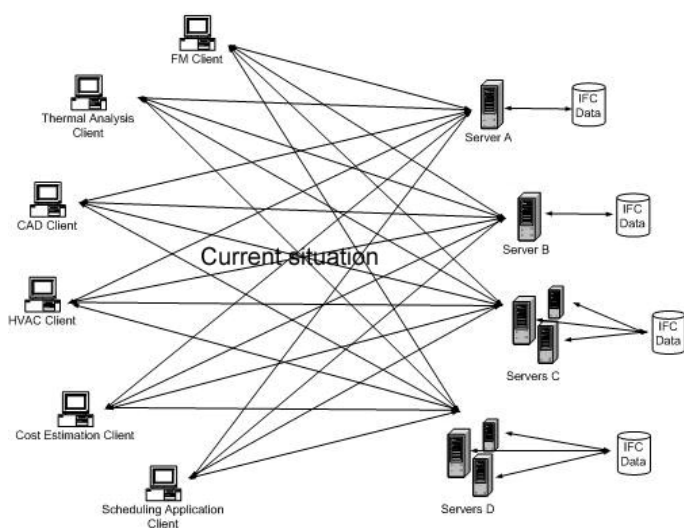 FM Client
Thermal Analysis
Client
CAD Client
HVAC Client
Cost Estimation Client
Scheduling Application
Client
Current situation
Server A
IFC
Data
Server B
IFC
Data
Servers C
IFC
Data
Servers D
IFC
Data